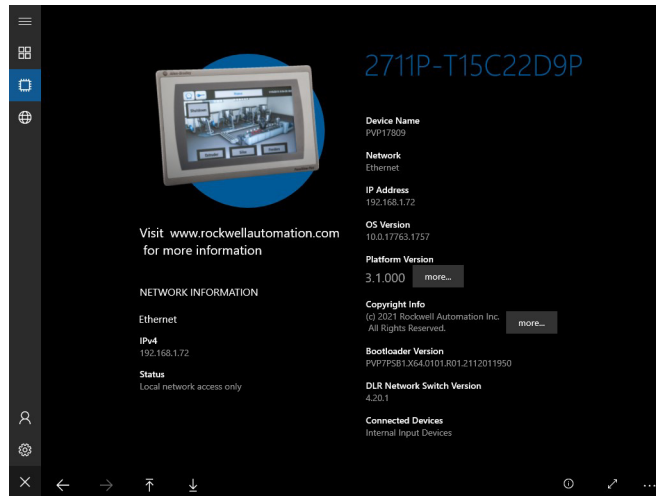 2711P-T15C22D9P
Visit www.rockwellautomation.com
for more information
NETWORK INFORMATION
Ethernet
IPv4
192.168.1.72
Status
Local network access only
Device Name
PVP17809
Network
Ethernet
IP Address
192.168.1.72
OS Version
10.0.17763.1757
Platform Version
3.1.000 more...
Copyright Info
(c) 2021 Rockwell Automation Inc.
All Rights Reserved. more...
Bootloader Version
PVP7PSB1.X64.0101.R01.2112011950
DLR Network Switch Version
4.20.1
Connected Devices
Internal Input Devices